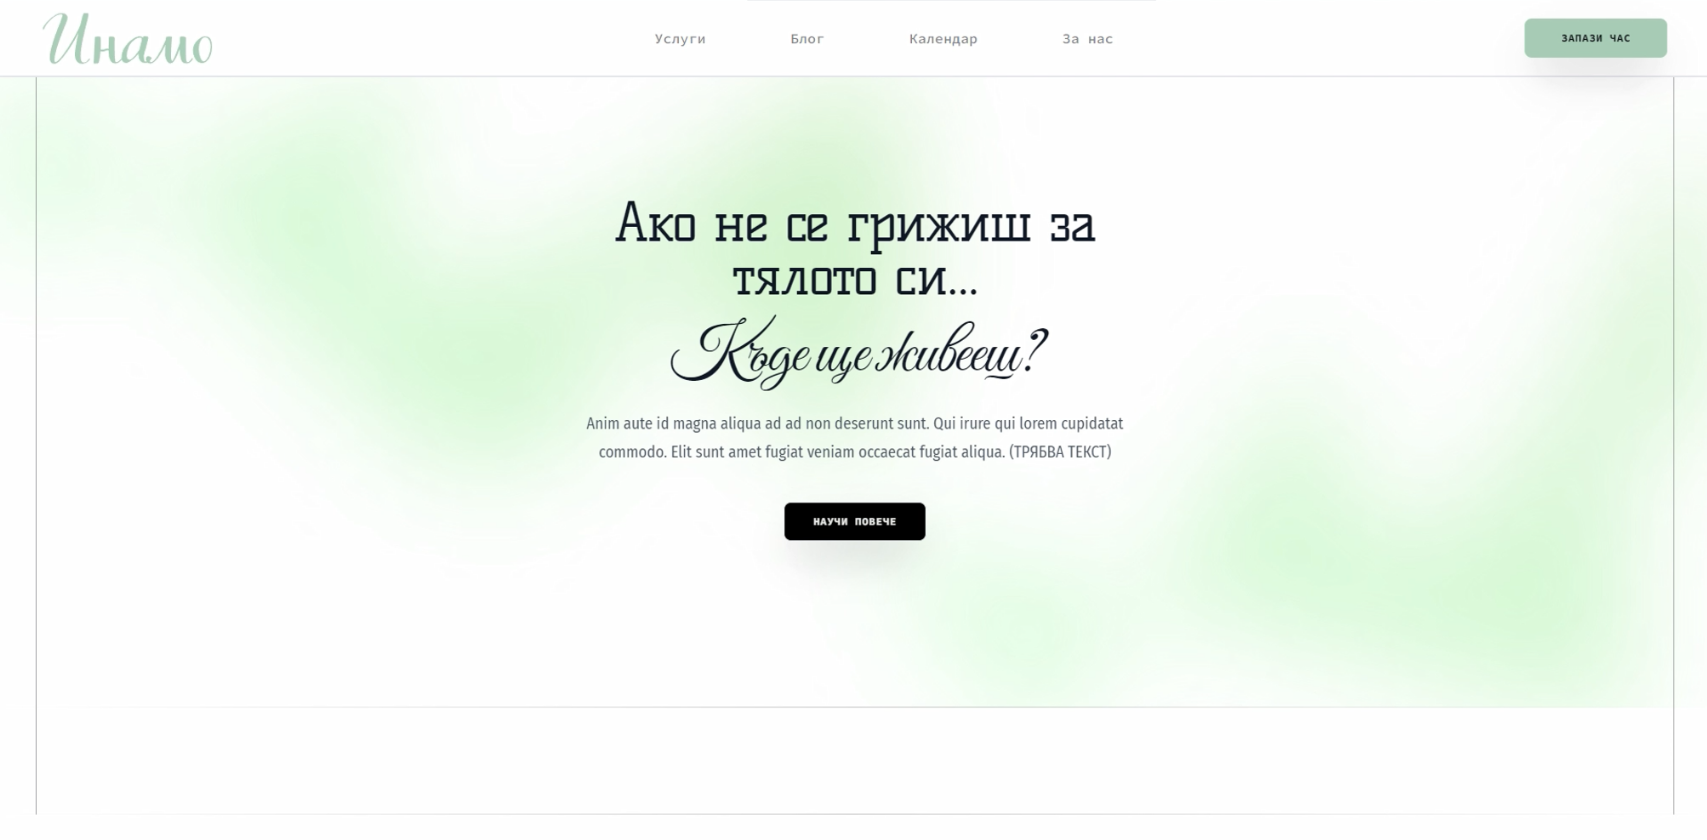 Инамо
Услуги
Блог
Календар
За нас
ЗАПАЗИ ЧАС
Ако не се грижиш за
тялото си...
Къде ще живееш?
Anim aute id magna aliqua ad ad non deserunt sunt. Qui irure qui lorem cupidatat
commodo. Elit sunt amet fugiat veniam occaecat fugiat aliqua. (ТРЯБВА ТЕКСТ)
НАУЧИ ПОВЕЧЕ